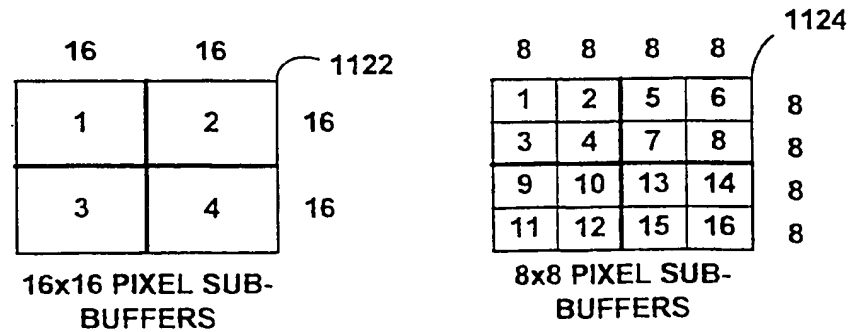 16 16 1122
1 2 16
3 4 16
16x16 PIXEL SUB-
BUFFERS
1124
8 8 8 8
1 2 5 6 8
3 4 7 8 8
9 10 13 14 8
11 12 15 16 8
8x8 PIXEL SUB-
BUFFERS